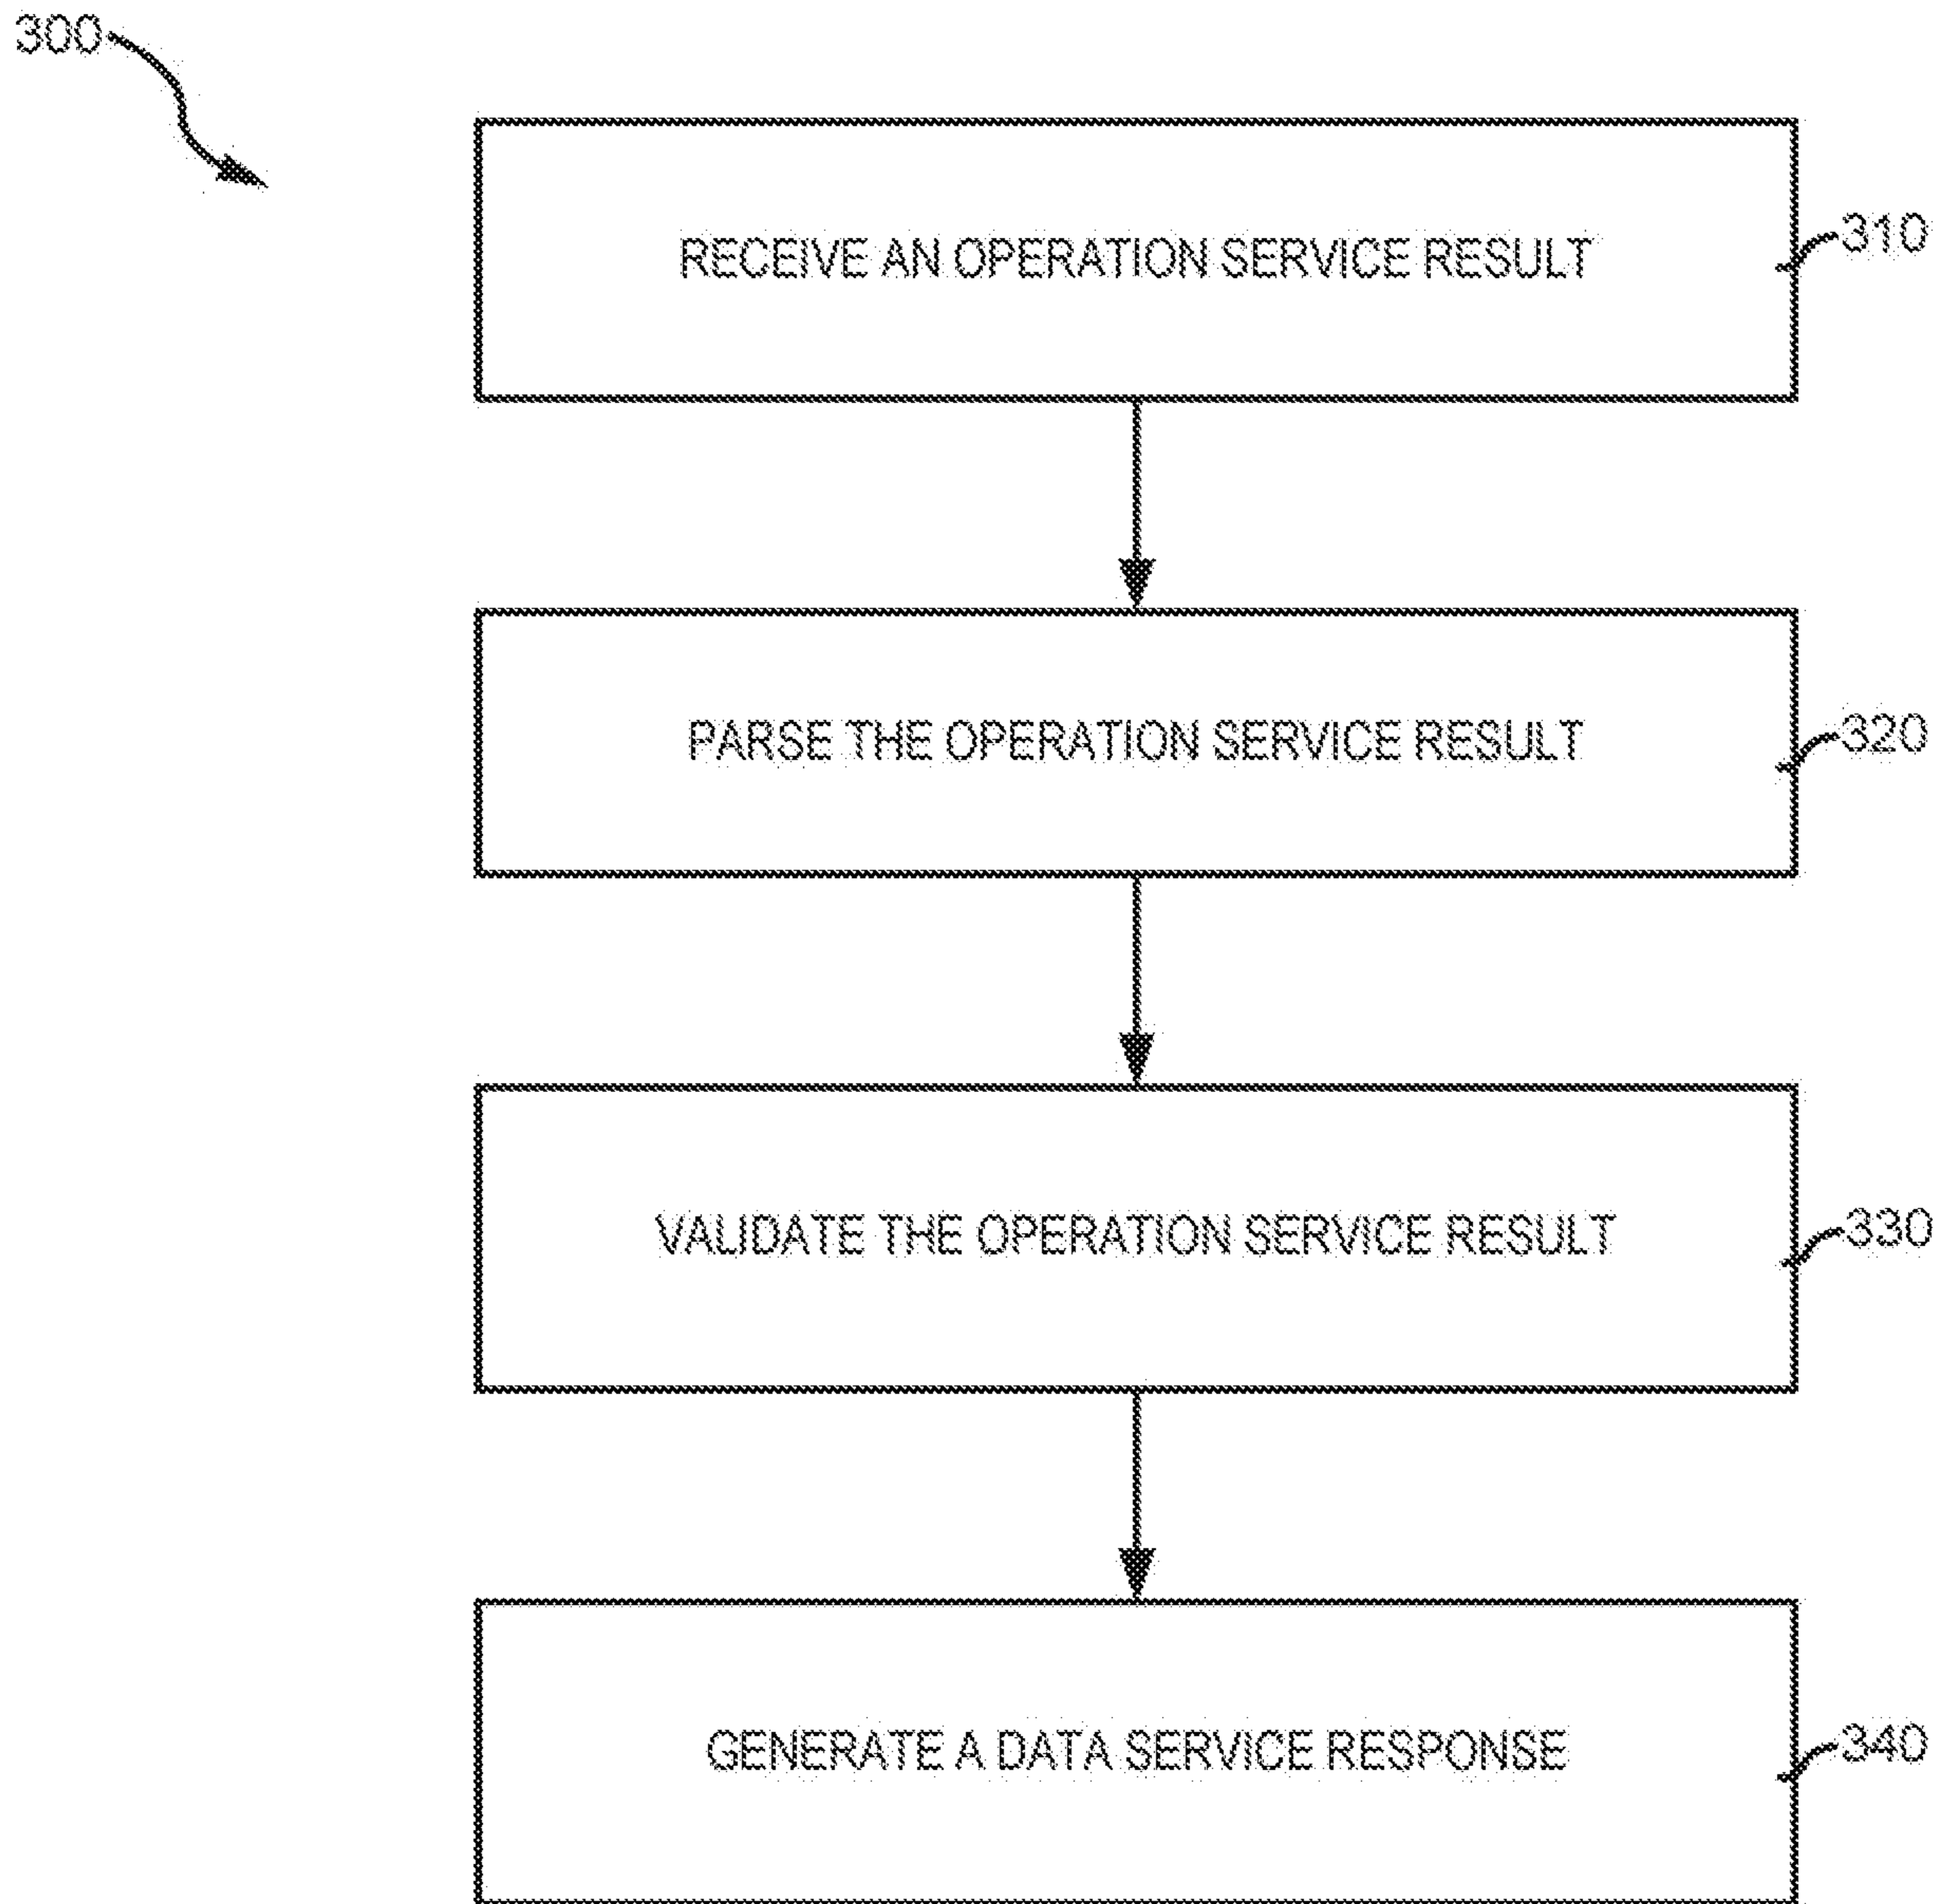 300
RECEIVE AN OPERATION SERVICE RESULT
310
PARSE THE OPERATION SERVICE RESULT
320
VALIDATE THE OPERATION SERVICE RESULT
330
GENERATE A DATA SERVICE RESPONSE
340